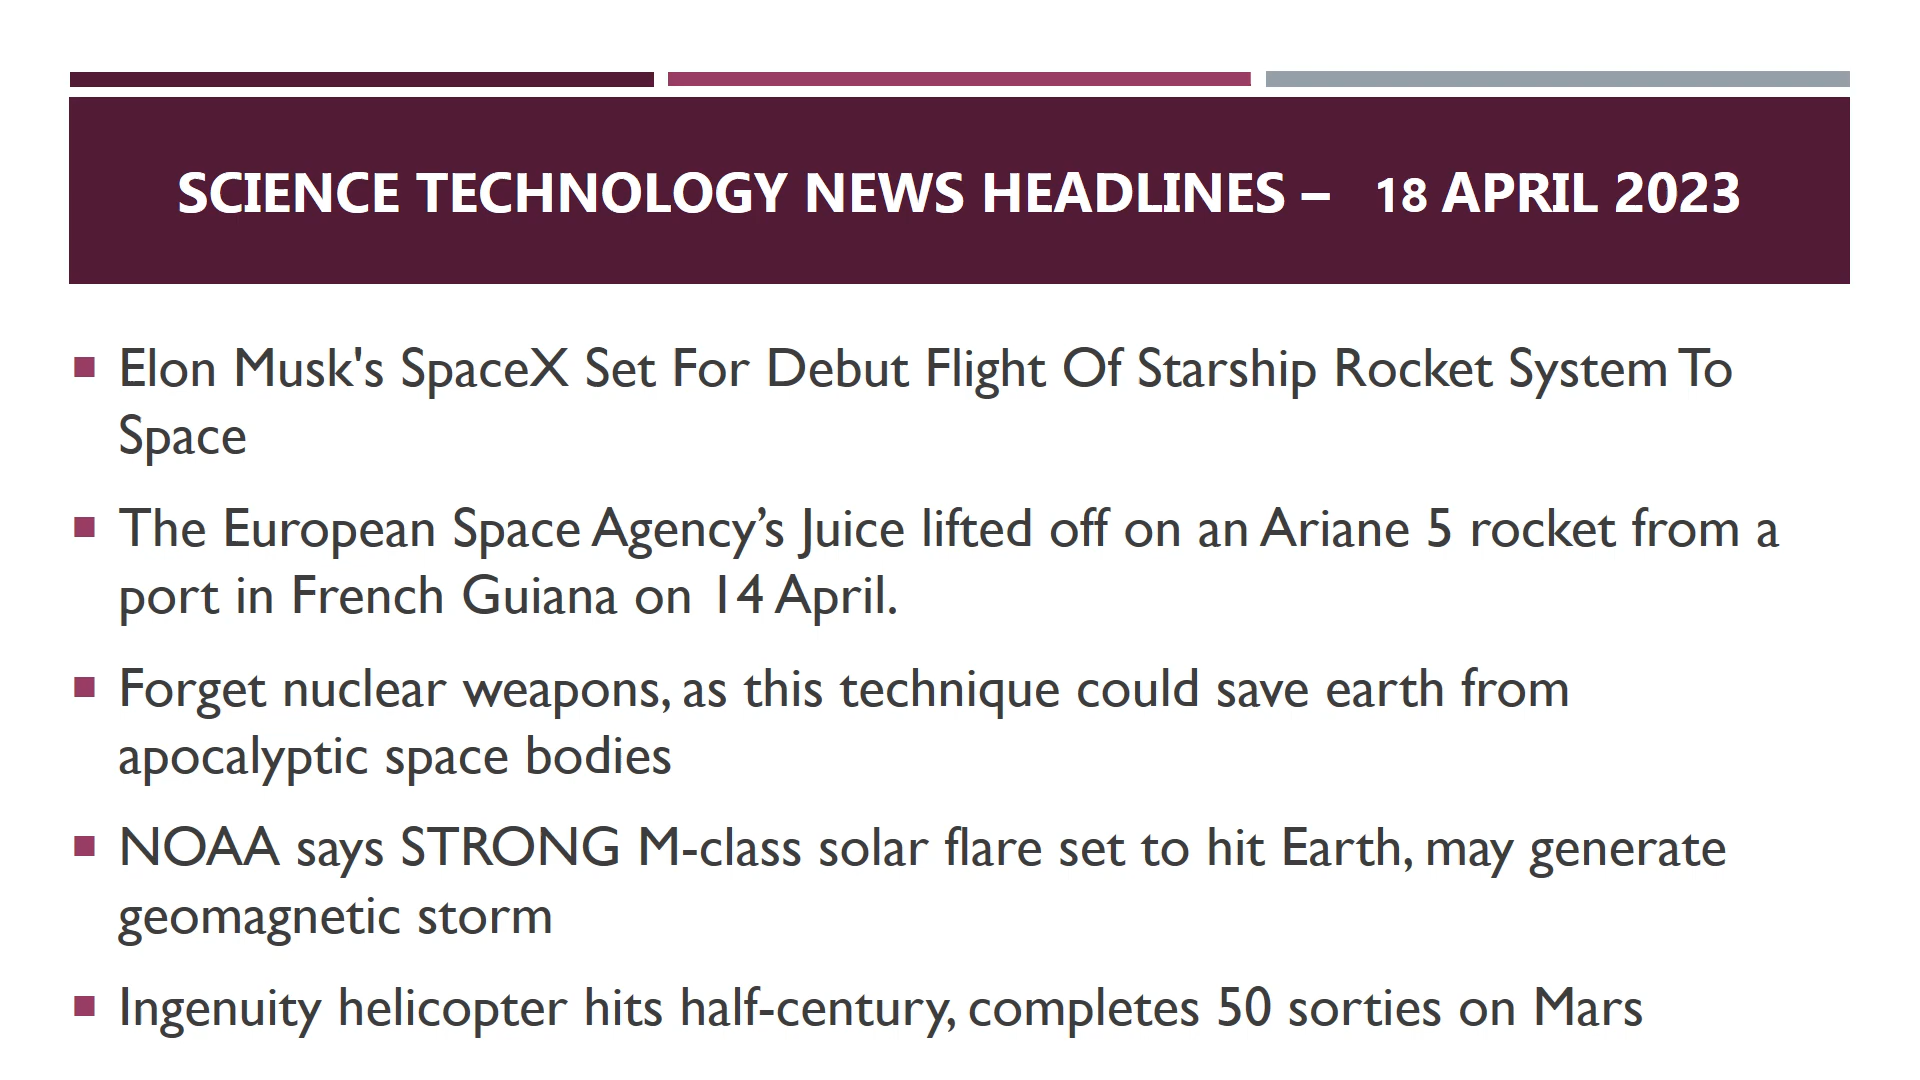 SCIENCE TECHNOLOGY NEWS HEADLINES – 18 APRIL 2023
Elon Musk's SpaceX Set For Debut Flight Of Starship Rocket System To
Space
The European Space Agency’s Juice lifted off on an Ariane 5 rocket from a
port in French Guiana on 14 April.
Forget nuclear weapons, as this technique could save earth from
apocalyptic space bodies
NOAA says STRONG M-class solar flare set to hit Earth, may generate
geomagnetic storm
Ingenuity helicopter hits half-century, completes 50 sorties on Mars